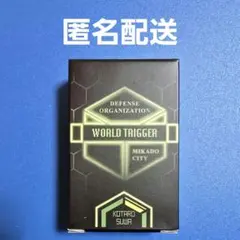 匿名配送
DEFENSE
ORGANIZATION
WORLD TRIGGER
MIKADO
CITY
KOTARO
SUWA